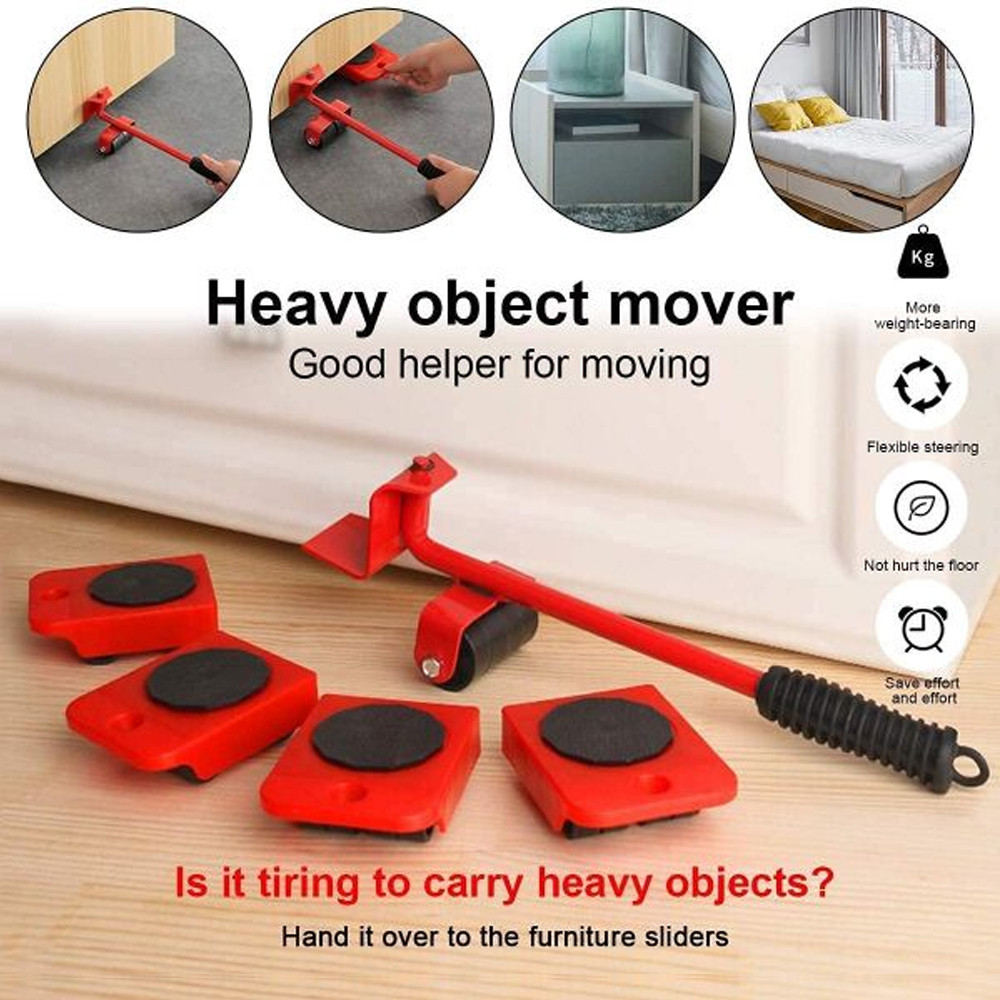 Kg
More
weight-bearing
Heavy object mover
Good helper for moving
Flexible steering
Not hurt the floor
Save effort
and effort
Is it tiring to carry heavy objects?
Hand it over to the furniture sliders